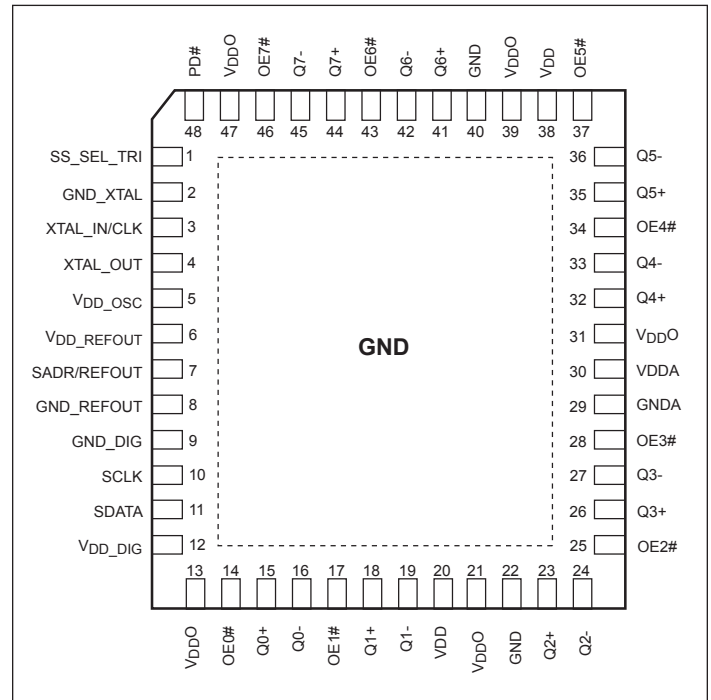 PD#
VDDO
OE7#
Q7-
Q7+
OE6#
Q6-
Q6+
GND
VDDO
VDD
OE5#
48 47 46 45 44 43 42 41 40 39 38 37
SS_SEL_TRI 1
GND_XTAL 2
XTAL_IN/CLK 3
XTAL_OUT 4
VDD_OSC 5
VDD_REFOUT 6
SADR/REFOUT 7
GND_REFOUT 8
GND_DIG 9
SCLK 10
SDATA 11
VDD_DIG 12
GND
36 Q5-
35 Q5+
34 OE4#
33 Q4-
32 Q4+
31 VDDO
30 VDDA
29 GNDA
28 OE3#
27 Q3-
26 Q3+
25 OE2#
13 14 15 16 17 18 19 20 21 22 23 24
VDDO
OE0#
Q0+
Q0-
OE1#
Q1+
Q1-
VDD
VDDO
GND
Q2+
Q2-